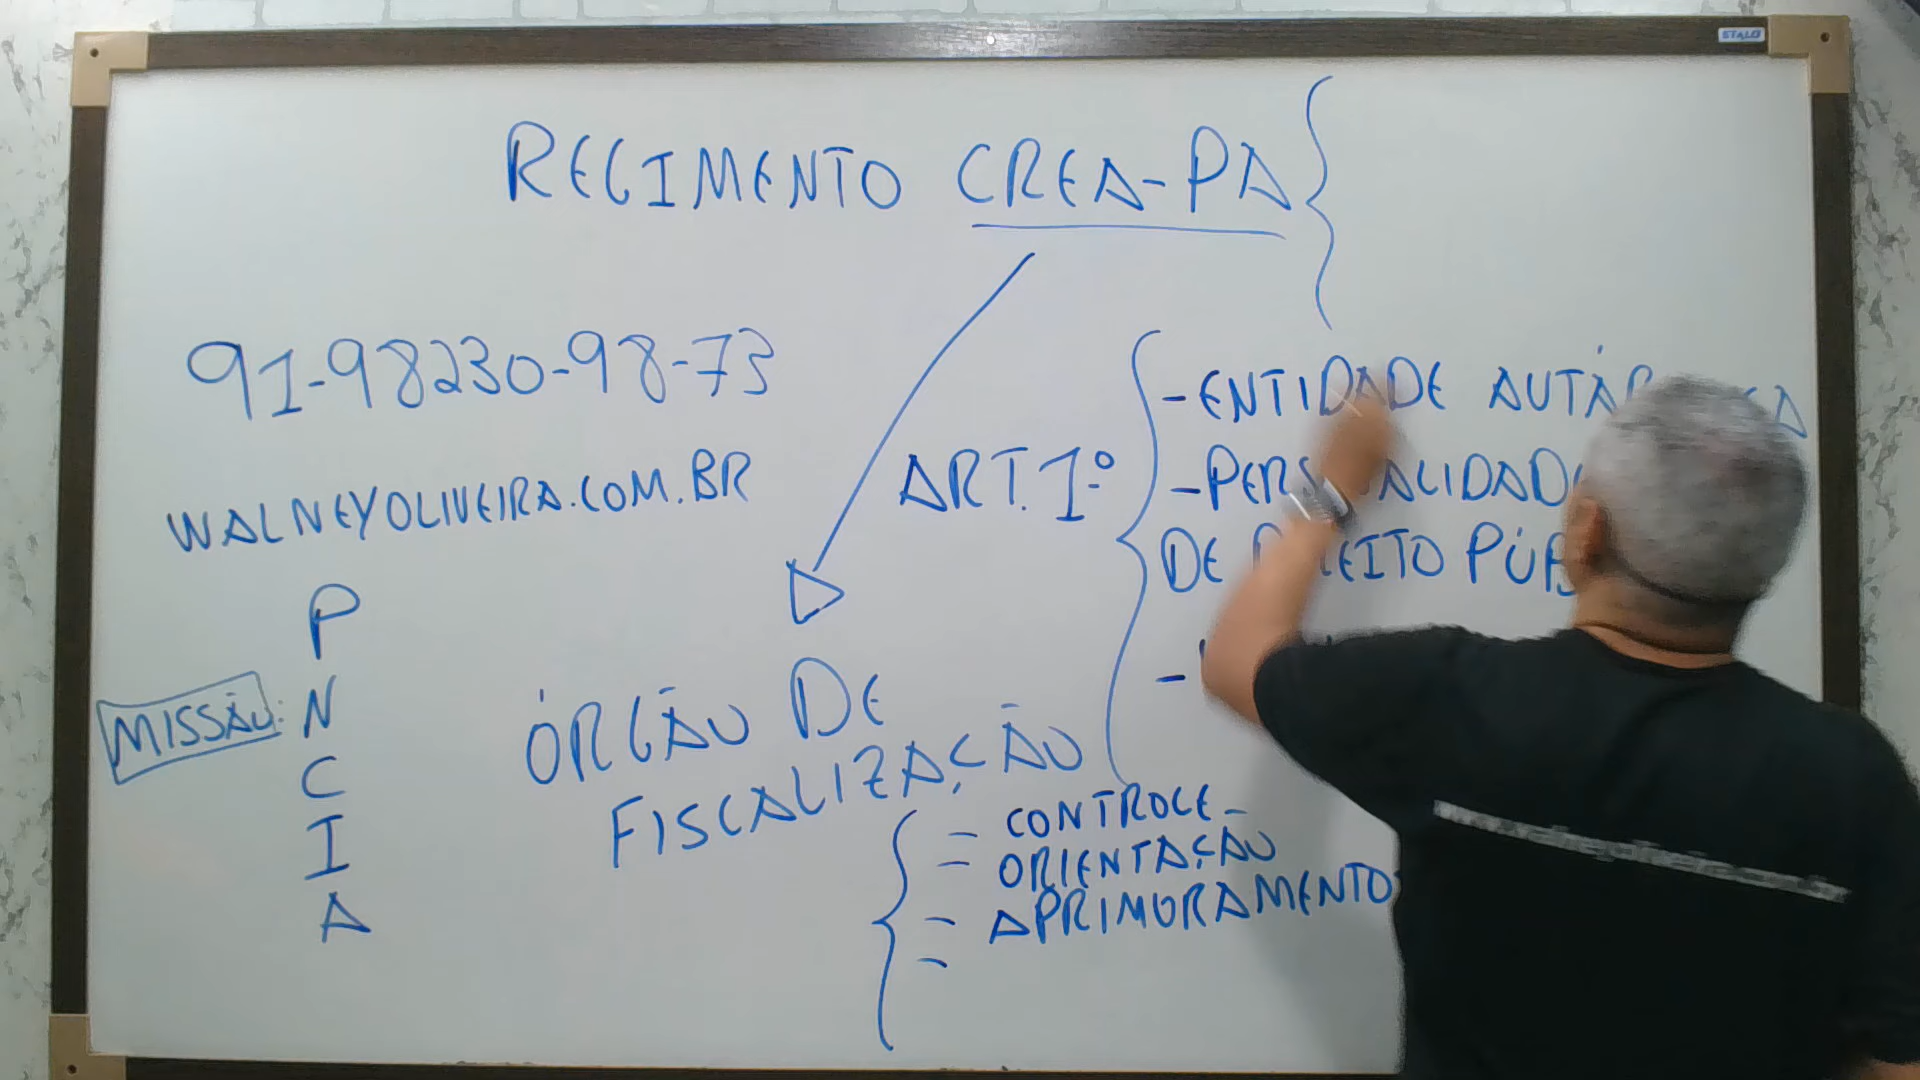 STALO
REGIMENTO CREA-PA
91-98230-98-73
WALNEYOLIVEIRA.COM.BR
ART. 1º
-ENTIDADE
DE PÚB
MISSÃO:
P
N
C
I
A
ÓRGÃO DE
FISCALIZAÇÃO
- CONTROLE-
- ORIENTAÇÃO
- APRIMORAMENTO
-